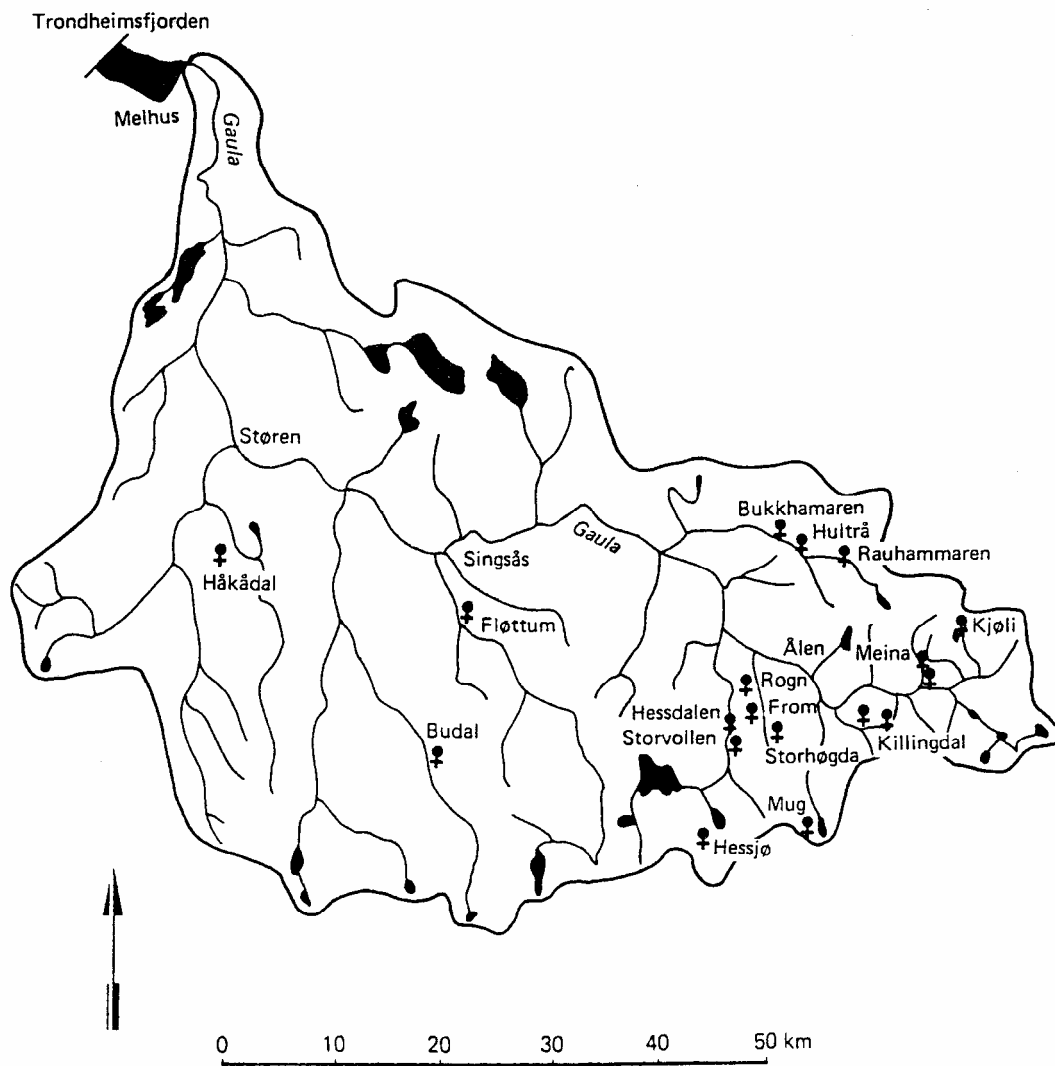 Trondheimsfjorden
Melhus
Gaula
Støren
Bukkhamaren
Hultrå
Gaula
Rauhammaren
Singsås
Håkådal
Fløttum
Kjøli
Ålen
Meina
Rogn
Hessdalen
From
Storvollen
Budal
Storhøgda
Killingdal
Mug
Hessjø
0 10 20 30 40 50 km